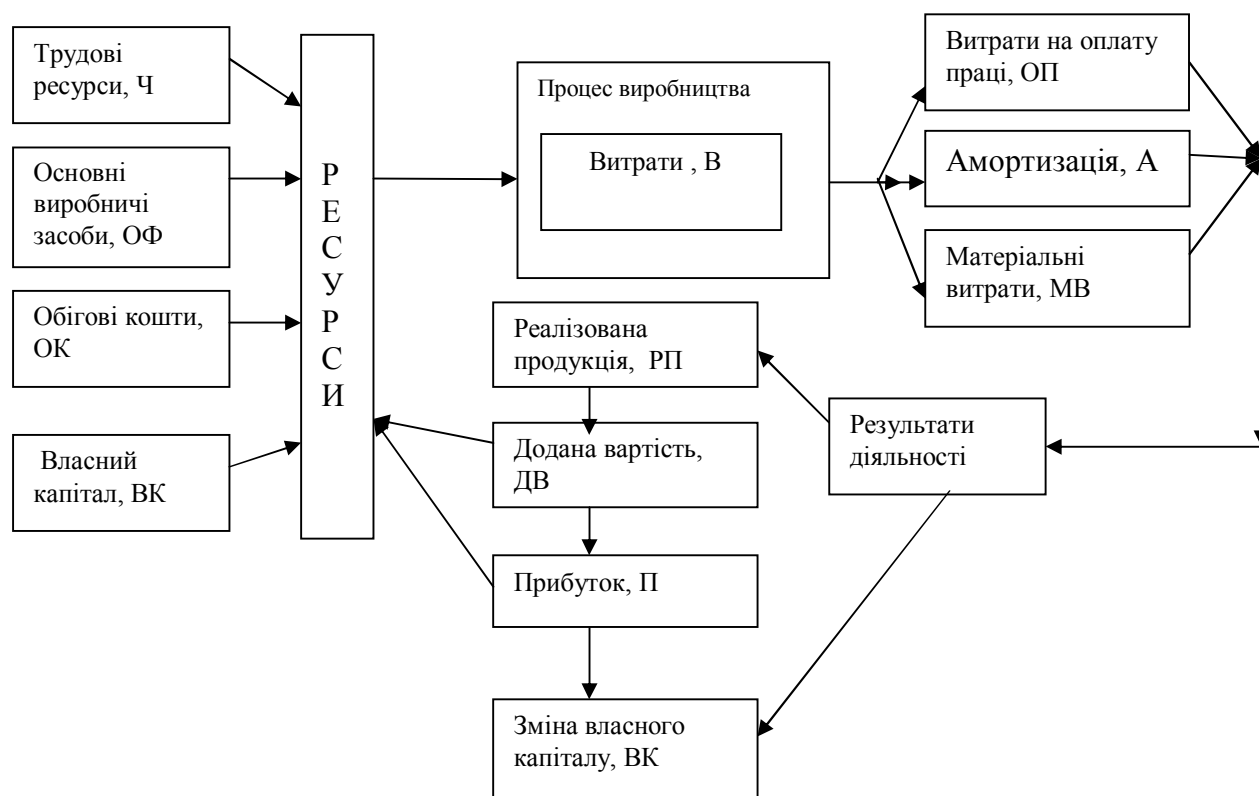 Трудові
ресурси, Ч
Основні
виробничі
засоби, ОФ
Обігові кошти,
ОК
Власний
капітал, ВК
Р
Е
С
У
Р
С
И
Процес виробництва
Витрати , В
Витрати на оплату
праці, ОП
Амортизація, А
Матеріальні
витрати, МВ
Реалізована
продукція, РП
Додана вартість,
ДВ
Прибуток, П
Зміна власного
капіталу, ВК
Результати
діяльності